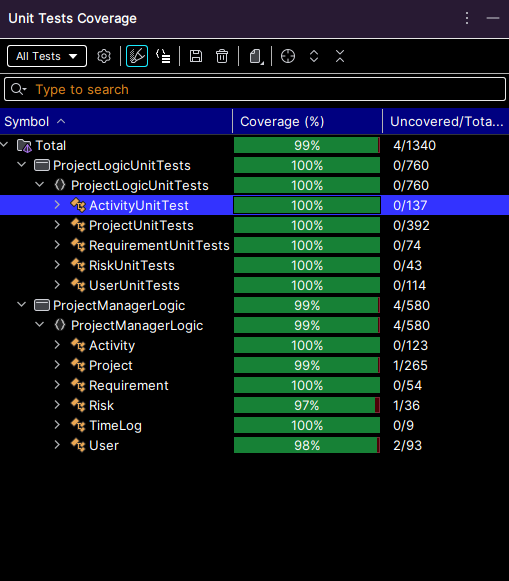 Unit Tests Coverage
All Tests
Type to search
Symbol Coverage (%) Uncovered/Tota...
Total 99% 4/1340
ProjectLogicUnitTests 100% 0/760
ProjectLogicUnitTests 100% 0/760
ActivityUnitTest 100% 0/137
ProjectUnitTests 100% 0/392
RequirementUnitTests 100% 0/74
RiskUnitTests 100% 0/43
UserUnitTests 100% 0/114
ProjectManagerLogic 99% 4/580
ProjectManagerLogic 99% 4/580
Activity 100% 0/123
Project 99% 1/265
Requirement 100% 0/54
Risk 97% 1/36
TimeLog 100% 0/9
User 98% 2/93